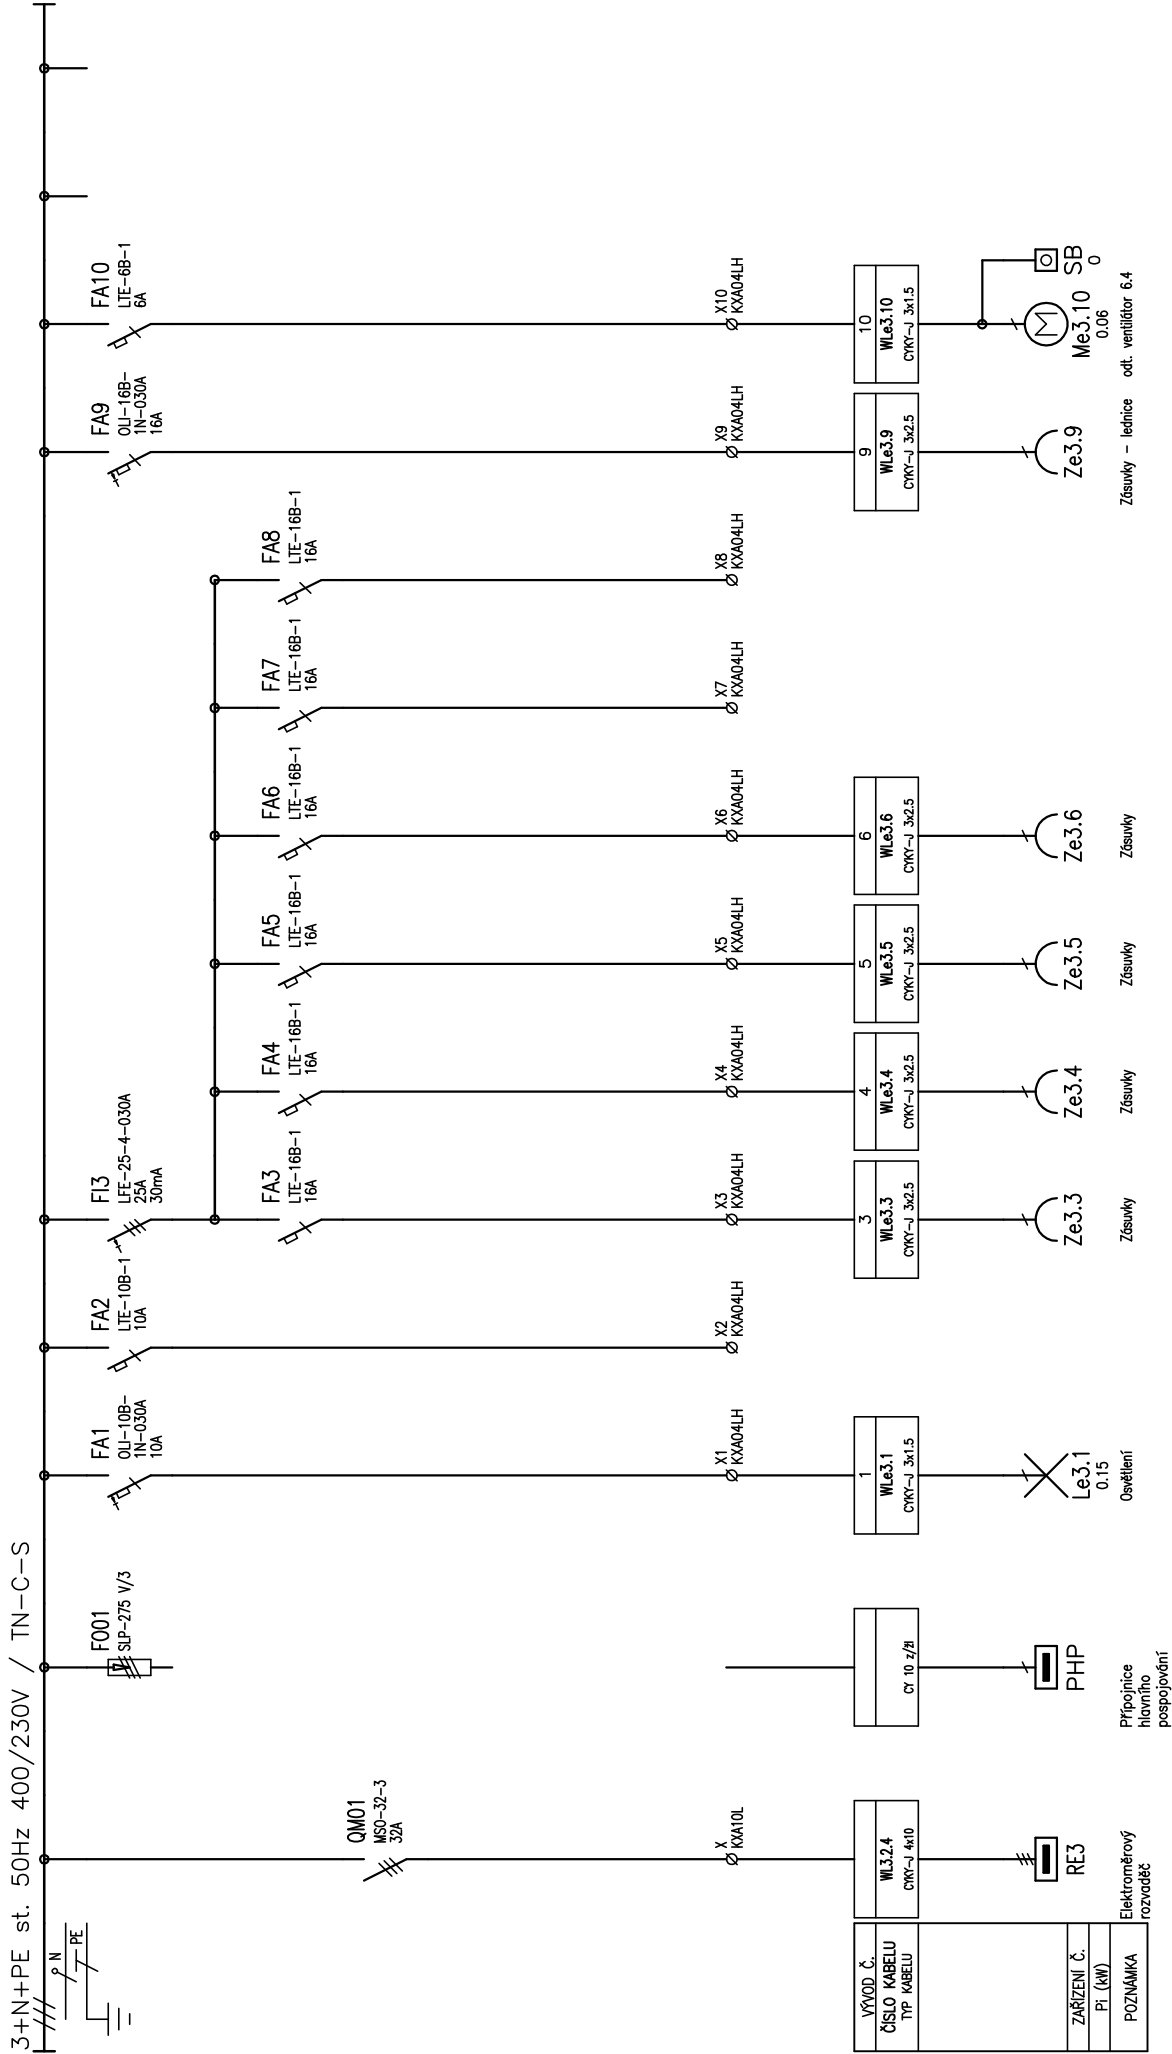 3+N+PE st. 50Hz 400/230V / TN-C-S
N
PE
QM01
MSO-32-3
32A
X
KXA10L
WL3.2.4
CYKY-J 4x10
RE3
Elektroměrový
rozvaděč
F001
SLP-275 V/3
CY 10 z/žl
PHP
Přípojnice
hlavního
pospojování
FA1
OLI-10B-
1N-030A
10A
X1
KXA04LH
1
WLe3.1
CYKY-J 3x1.5
Le3.1
0.15
Osvětlení
FA2
LTE-10B-1
10A
X2
KXA04LH
FI3
LFE-25-4-030A
25A
30mA
FA3
LTE-16B-1
16A
X3
KXA04LH
3
WLe3.3
CYKY-J 3x2.5
Ze3.3
Zásuvky
FA4
LTE-16B-1
16A
X4
KXA04LH
4
WLe3.4
CYKY-J 3x2.5
Ze3.4
Zásuvky
FA5
LTE-16B-1
16A
X5
KXA04LH
5
WLe3.5
CYKY-J 3x2.5
Ze3.5
Zásuvky
FA6
LTE-16B-1
16A
X6
KXA04LH
6
WLe3.6
CYKY-J 3x2.5
Ze3.6
Zásuvky
FA7
LTE-16B-1
16A
X7
KXA04LH
FA8
LTE-16B-1
16A
X8
KXA04LH
FA9
OLI-16B-
1N-030A
16A
X9
KXA04LH
9
WLe3.9
CYKY-J 3x2.5
Ze3.9
Zásuvky - lednice
FA10
LTE-6B-1
6A
X10
KXA04LH
10
WLe3.10
CYKY-J 3x1.5
M
Me3.10
0.06
odt. ventilátor 6.4
SB
0
VÝVOD Č.
ČÍSLO KABELU
TYP KABELU
ZAŘÍZENÍ Č.
Pi (kW)
POZNÁMKA